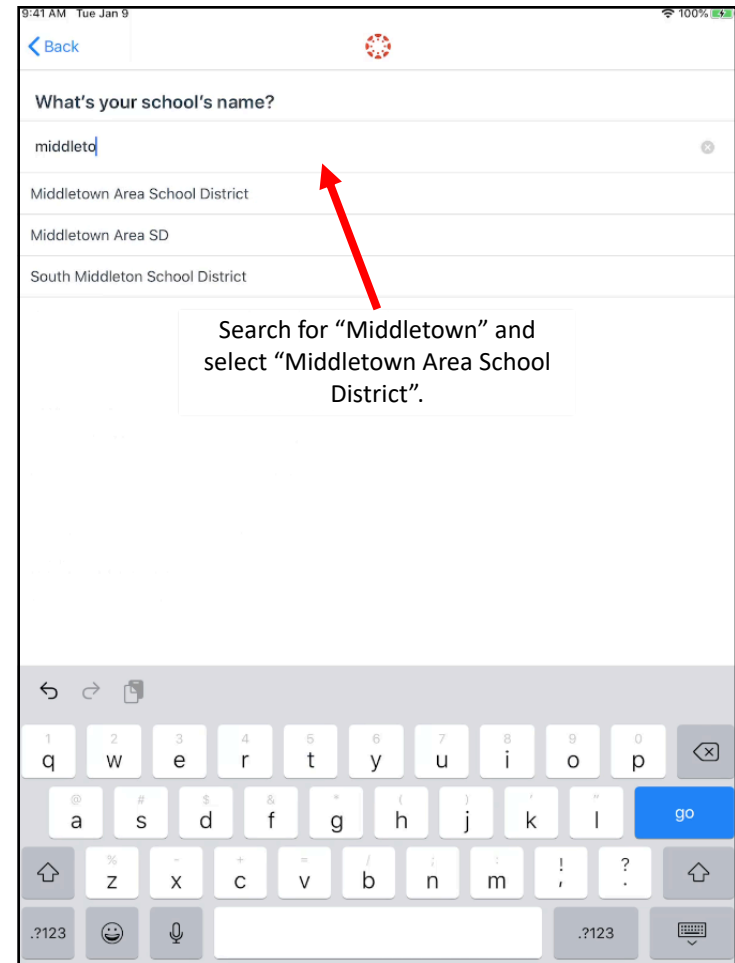 9:41 AM Tue Jan 9 100%
Back
What's your school's name?
middleto
Middletown Area School District
Middletown Area SD
South Middleton School District
Search for “Middletown” and
select “Middletown Area School
District”.
1 2 3 4 5 6 7 8 9 0
q w e r t y u i o p
@ # $ & * ( ) ' "
a s d f g h j k l go
% - + = / ; : ! ?
z x c v b n m , .
.?123 .?123